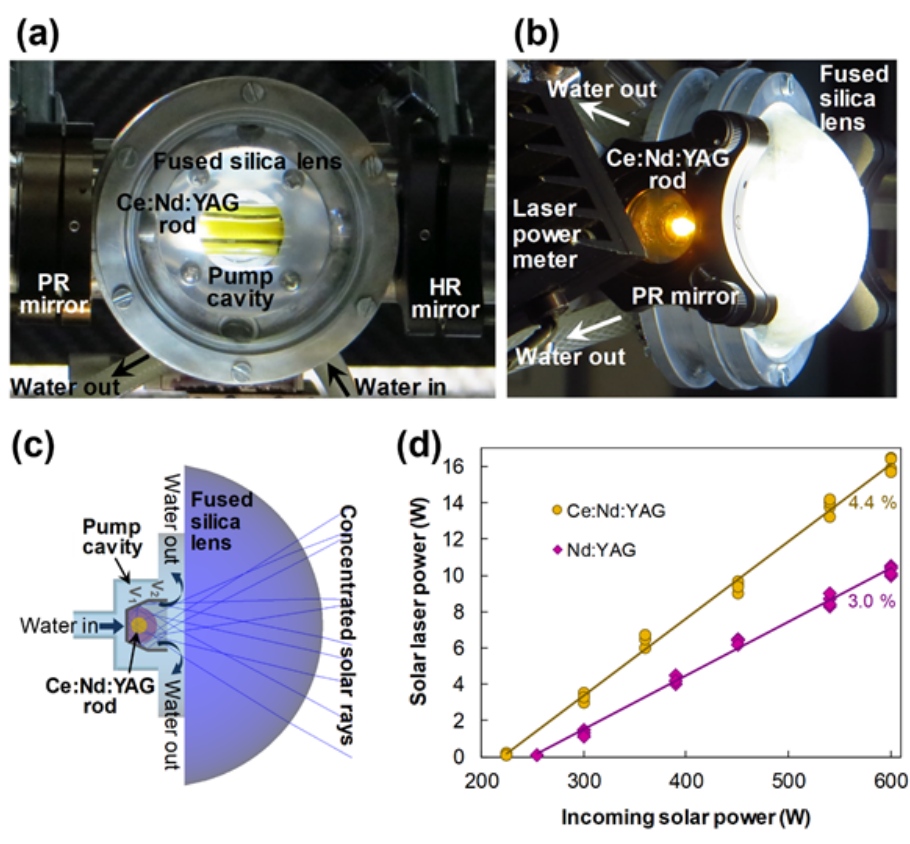 (a)
Fused silica lens
Ce:Nd:YAG
rod
Pump
cavity
PR
mirror
HR
mirror
Water out
Water in
(b)
Water out
Fused
silica
lens
Ce:Nd:YAG
rod
Laser
power
meter
PR mirror
Water out
(c)
Water out
Fused
silica
lens
Pump
cavity
V1
V2
Water in
Concentrated solar rays
Ce:Nd:YAG
rod
Water out
(d)
Solar laser power (W)
16
14
12
10
8
6
4
2
0
Ce:Nd:YAG
Nd:YAG
4.4 %
3.0 %
200
300
400
500
600
Incoming solar power (W)